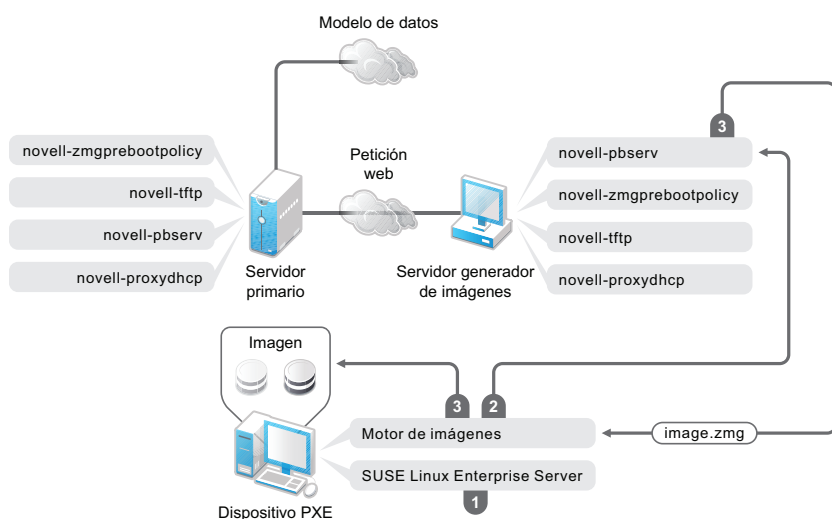 Modelo de datos
3
novell-zmgprebootpolicy
novell-tftp
novell-pbserv
novell-proxydhcp
Petición
web
novell-pbserv
novell-zmgprebootpolicy
novell-tftp
novell-proxydhcp
Servidor
primario
Servidor generador
de imágenes
Imagen
3
2
Motor de imágenes
image.zmg
SUSE Linux Enterprise Server
1
Dispositivo PXE